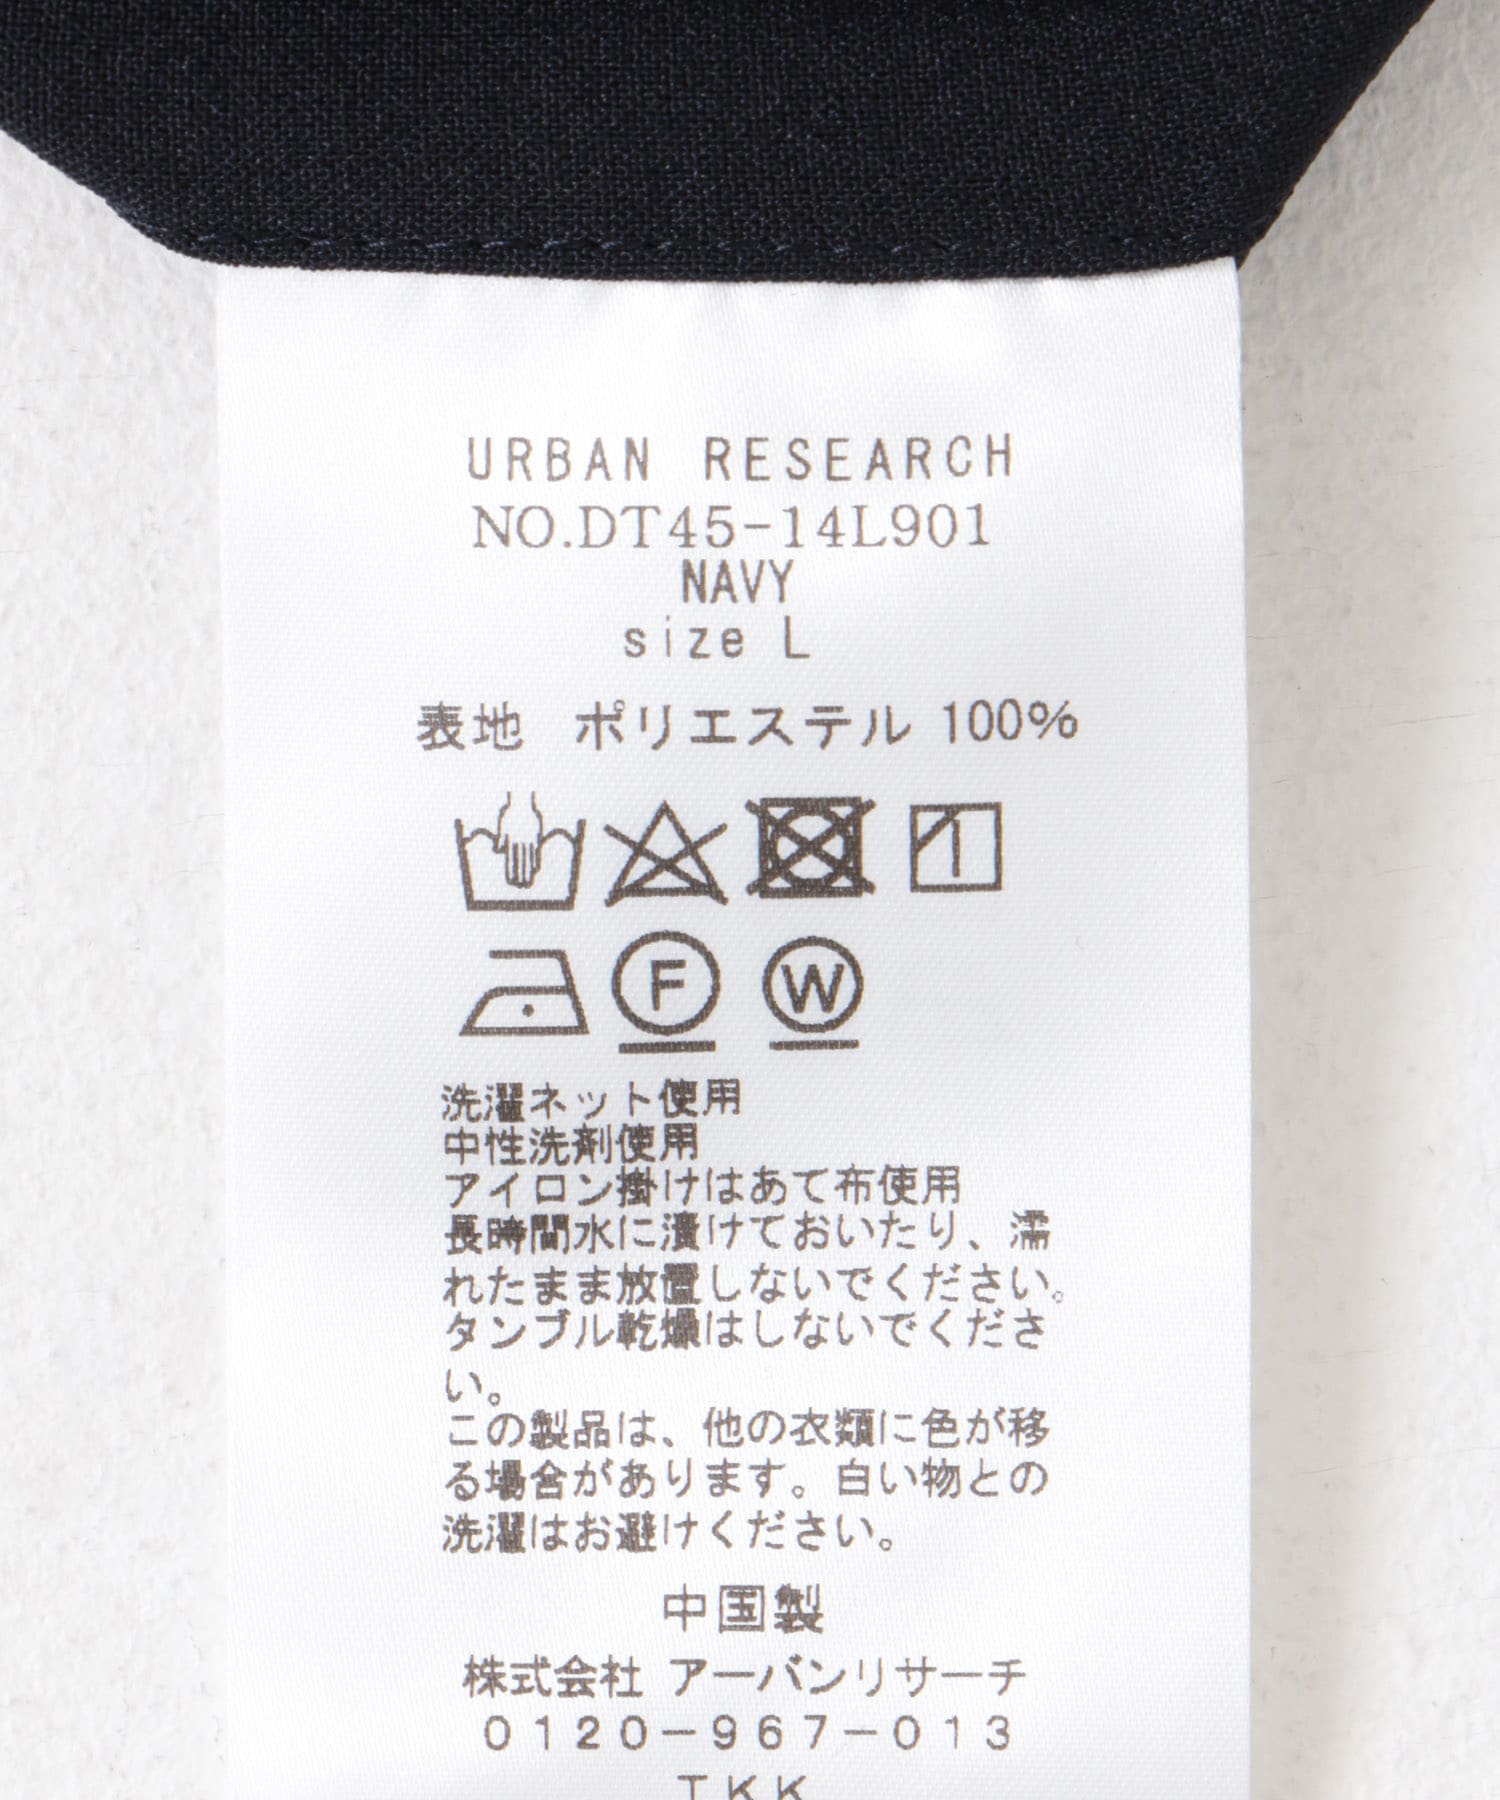 URBAN RESEARCH
NO.DT45-14L901
NAVY
size L
表地 ポリエステル 100%
F W
洗濯ネット使用
中性洗剤使用
アイロン掛けはあて布使用
長時間水に漬けておいたり、濡
れたまま放置しないでください。
タンブル乾燥はしないでくださ
い。
この製品は、他の衣類に色が移
る場合があります。白い物との
洗濯はお避けください。
中国製
株式会社 アーバンリサーチ
0120-967-013
TKK